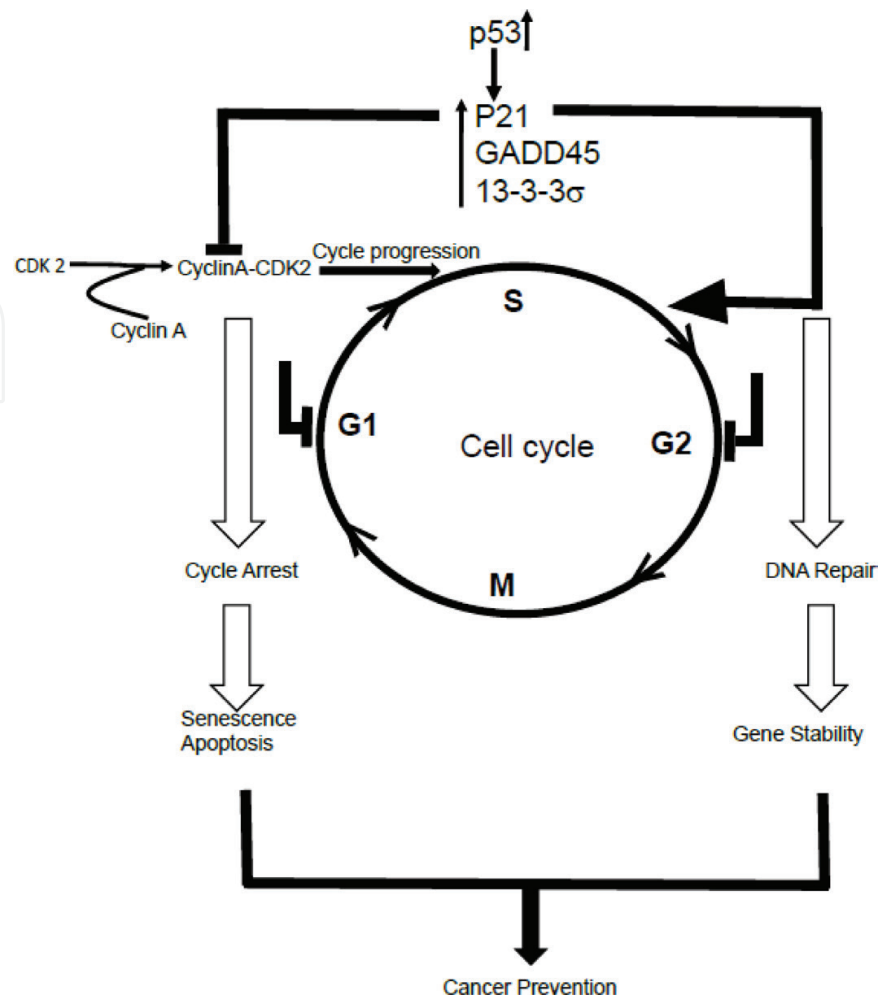 p53
P21
GADD45
13-3-3σ
Cycle progression
CDK 2
CyclinA-CDK2
Cyclin A
S
G1
Cell cycle
G2
M
Cycle Arrest
DNA Repair
Senescence
Apoptosis
Gene Stability
Cancer Prevention